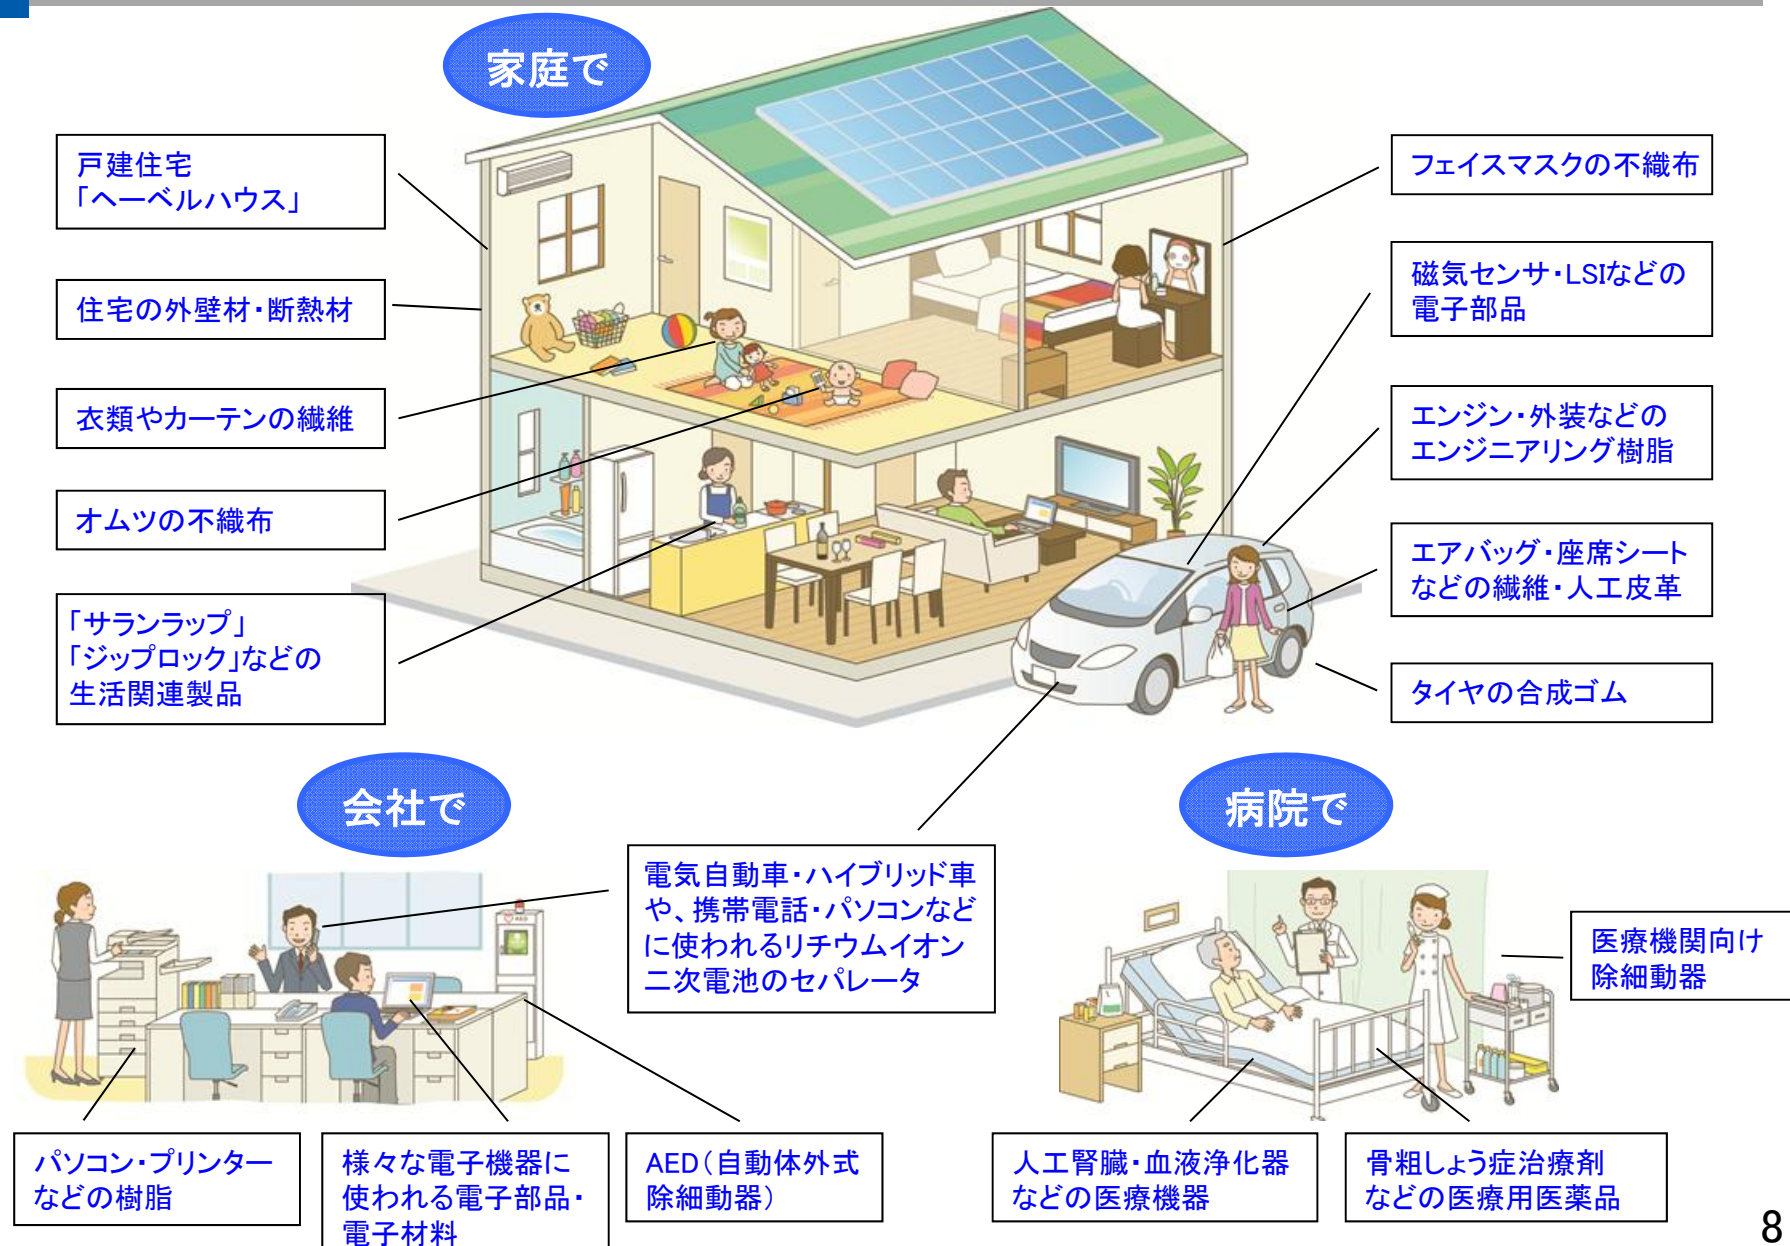 家庭で
戸建住宅
「ヘーベルハウス」
住宅の外壁材・断熱材
衣類やカーテンの繊維
オムツの不織布
「サランラップ」
「ジップロック」などの
生活関連製品
フェイスマスクの不織布
磁気センサ・LSIなどの
電子部品
エンジン・外装などの
エンジニアリング樹脂
エアバッグ・座席シート
などの繊維・人工皮革
タイヤの合成ゴム
会社で
電気自動車・ハイブリッド車
や、携帯電話・パソコンなど
に使われるリチウムイオン
二次電池のセパレータ
AED
パソコン・プリンター
などの樹脂
様々な電子機器に
使われる電子部品・
電子材料
AED（自動体外式
除細動器）
病院で
医療機関向け
除細動器
人工腎臓・血液浄化器
などの医療機器
骨粗しょう症治療剤
などの医療用医薬品
8